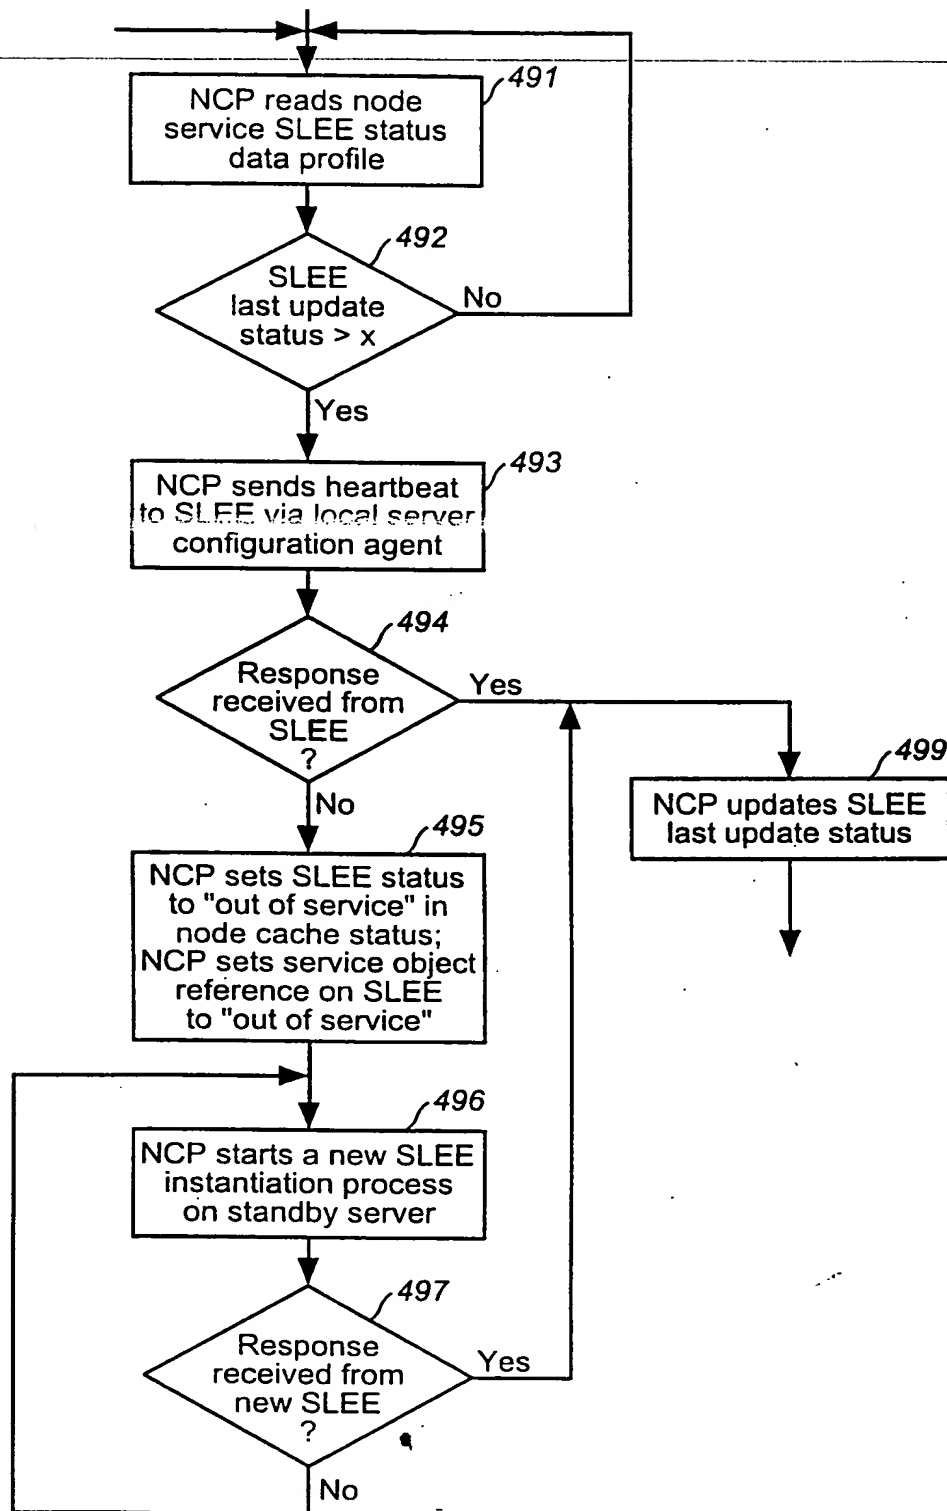 491
NCP reads node
service SLEE status
data profile
492
SLEE
last update
status > x
No
Yes
493
NCP sends heartbeat
to SLEE via local server
configuration agent
494
Response
received from
SLEE
?
Yes
No
499
NCP updates SLEE
last update status
495
NCP sets SLEE status
to "out of service" in
node cache status;
NCP sets service object
reference on SLEE
to "out of service"
496
NCP starts a new SLEE
instantiation process
on standby server
497
Response
received from
new SLEE
?
Yes
No